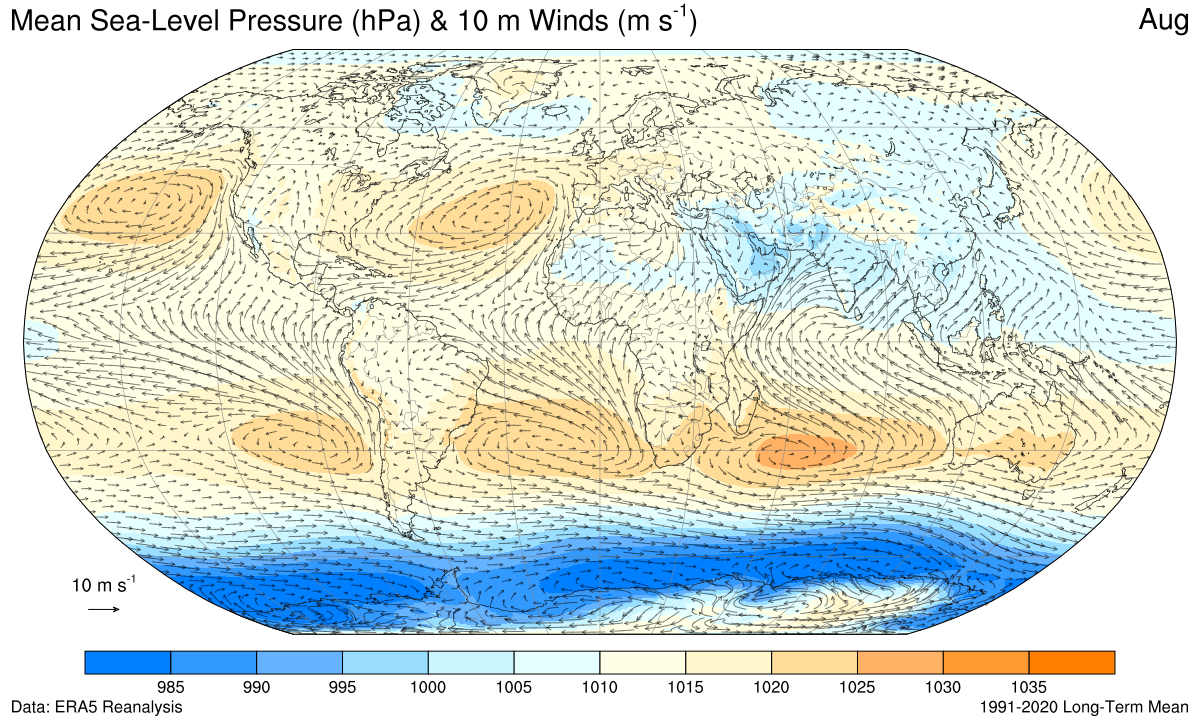 Mean Sea-Level Pressure (hPa) & 10 m Winds (m s-1)
Aug
10 m s-1
985 990 995 1000 1005 1010 1015 1020 1025 1030 1035
Data: ERA5 Reanalysis
1991-2020 Long-Term Mean